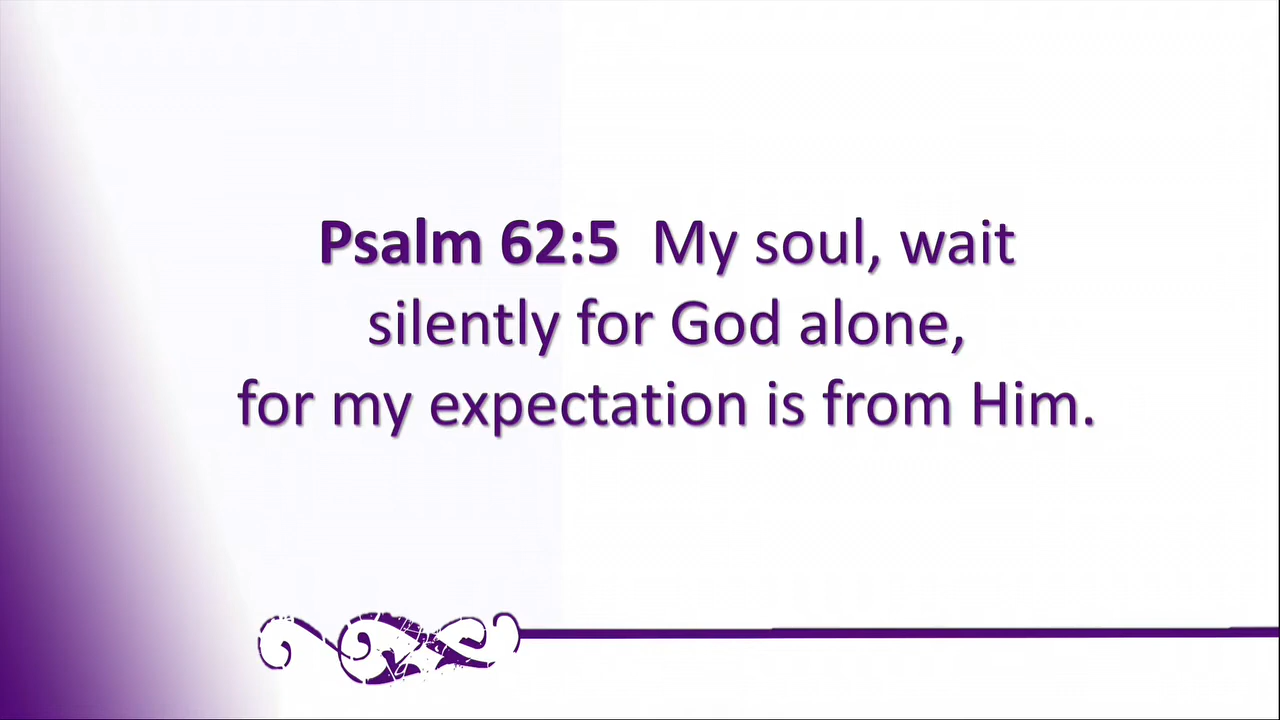 Psalm 62:5  My soul, wait
silently for God alone,
for my expectation is from Him.